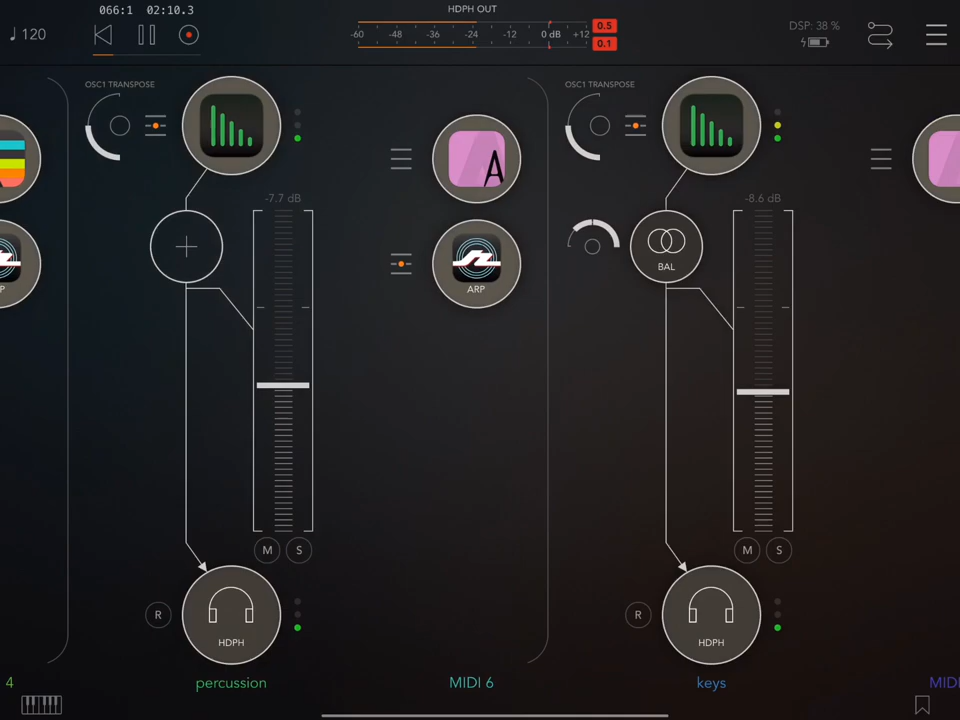 066:1 02:10.3
HDPH OUT
♩120
-60 -48 -36 -24 -12 0 dB +12
0.5
0.1
DSP: 38 %
OSC1 TRANSPOSE
OSC1 TRANSPOSE
A
-7.7 dB
-8.6 dB
P
ARP
BAL
M S
M S
R
HDPH
R
HDPH
4
percussion
MIDI 6
keys
MIDI